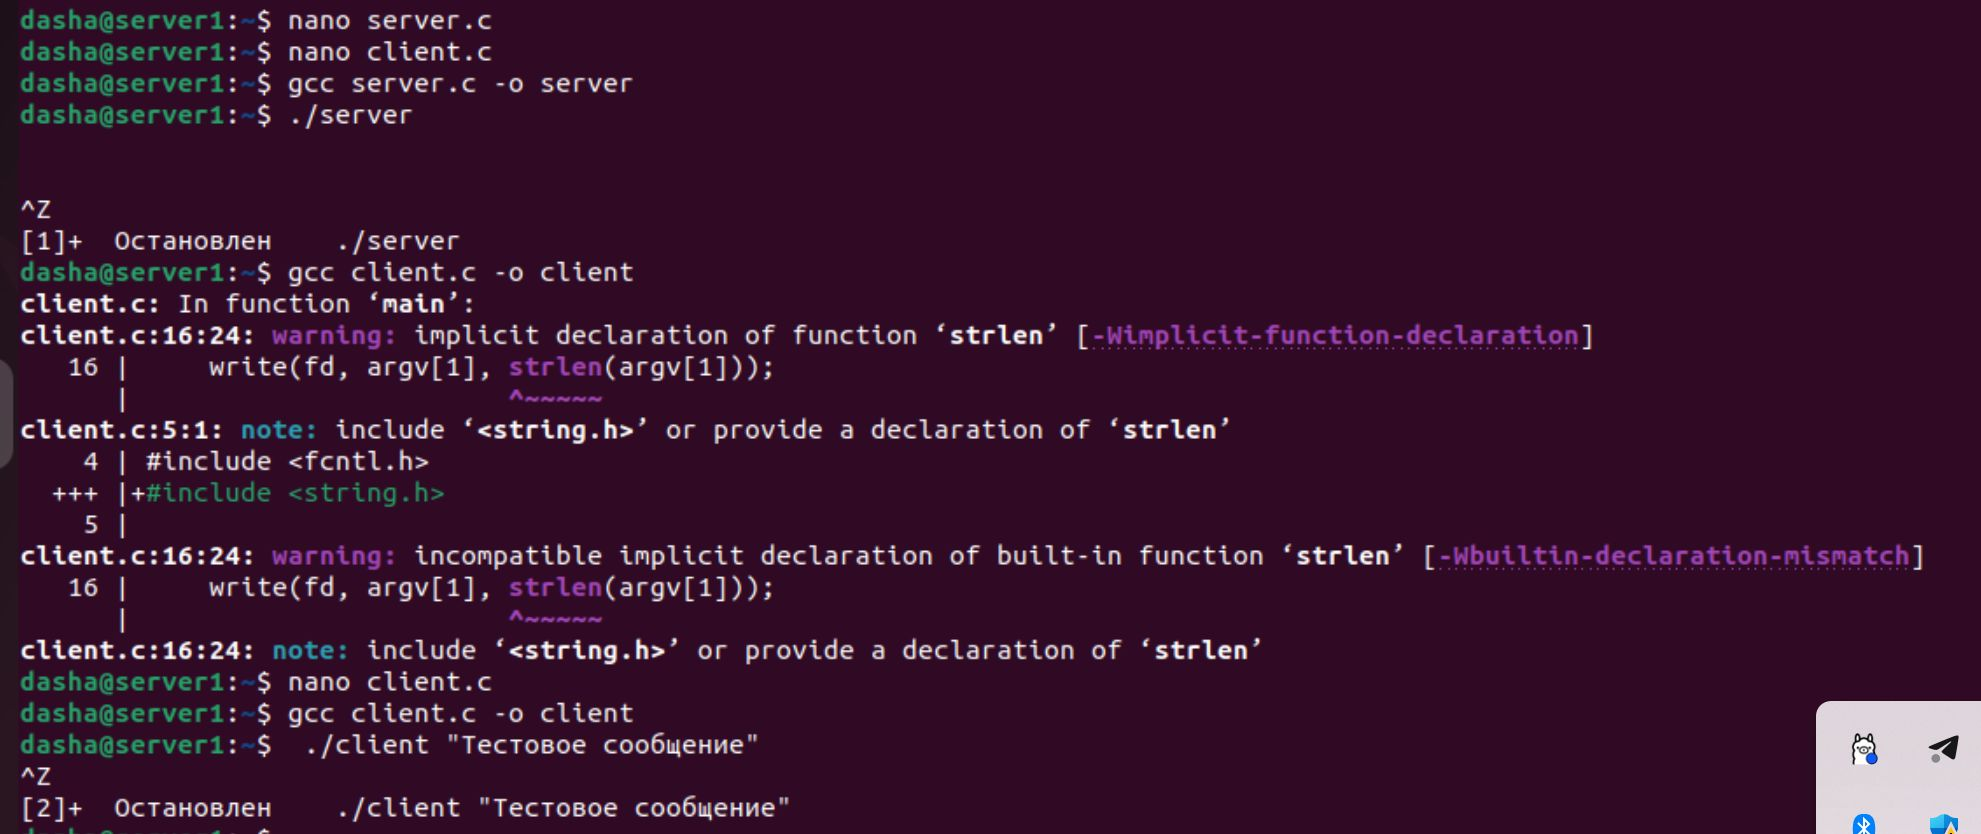 dasha@server1:~$ nano server.c
dasha@server1:~$ nano client.c
dasha@server1:~$ gcc server.c -o server
dasha@server1:~$ ./server
^Z
[1]+  Остановлен    ./server
dasha@server1:~$ gcc client.c -o client
client.c: In function ‘main’:
client.c:16:24: warning: implicit declaration of function ‘strlen’ [-Wimplicit-function-declaration]
   16 |     write(fd, argv[1], strlen(argv[1]));
      |                        ^~~~~~
client.c:5:1: note: include ‘<string.h>’ or provide a declaration of ‘strlen’
    4 | #include <fcntl.h>
  +++ |+#include <string.h>
    5 |
client.c:16:24: warning: incompatible implicit declaration of built-in function ‘strlen’ [-Wbuiltin-declaration-mismatch]
   16 |     write(fd, argv[1], strlen(argv[1]));
      |                        ^~~~~~
client.c:16:24: note: include ‘<string.h>’ or provide a declaration of ‘strlen’
dasha@server1:~$ nano client.c
dasha@server1:~$ gcc client.c -o client
dasha@server1:~$  ./client "Тестовое сообщение"
^Z
[2]+  Остановлен    ./client "Тестовое сообщение"